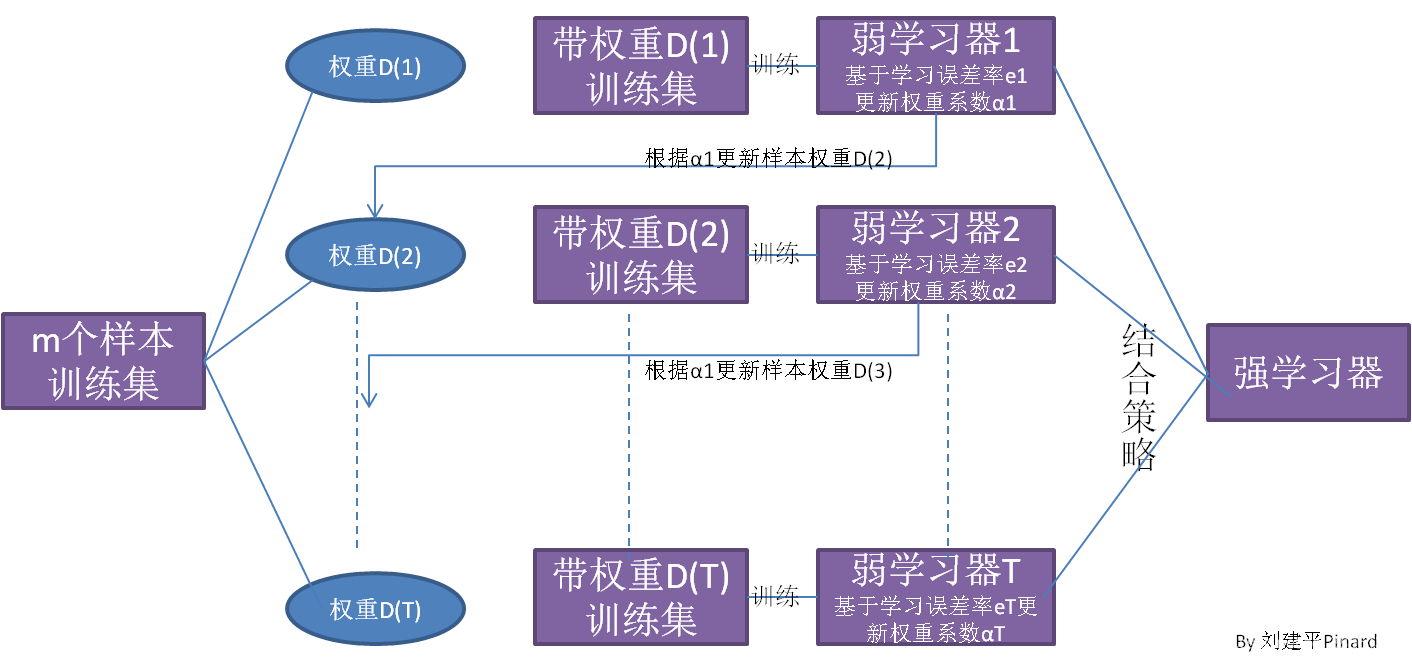 权重D(1)
带权重D(1)
训练集
训练
弱学习器1
基于学习误差率e1
更新权重系数α1
根据α1更新样本权重D(2)
权重D(2)
带权重D(2)
训练集
训练
弱学习器2
基于学习误差率e2
更新权重系数α2
m个样本
训练集
根据α1更新样本权重D(3)
结
合
策
略
强学习器
权重D(T)
带权重D(T)
训练集
训练
弱学习器T
基于学习误差率eT更
新权重系数αT
By 刘建平Pinard